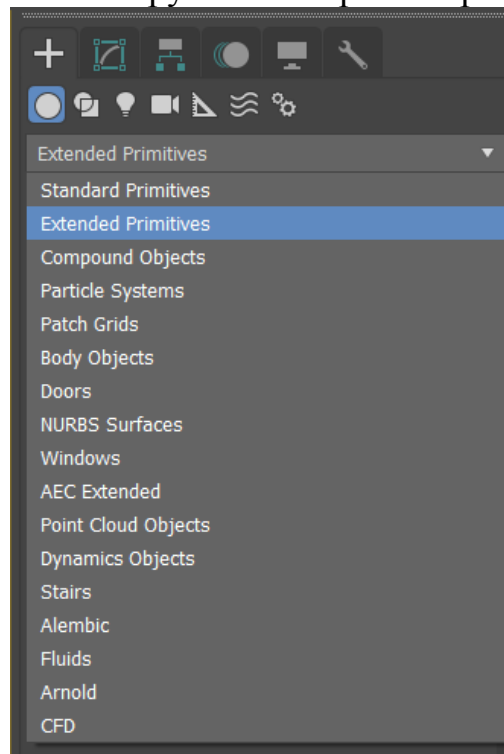 Extended Primitives
Standard Primitives
Extended Primitives
Compound Objects
Particle Systems
Patch Grids
Body Objects
Doors
NURBS Surfaces
Windows
AEC Extended
Point Cloud Objects
Dynamics Objects
Stairs
Alembic
Fluids
Arnold
CFD